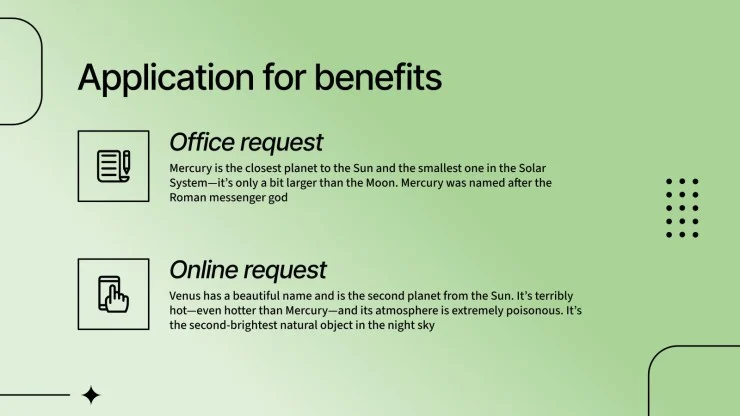 Application for benefits
Office request
Mercury is the closest planet to the Sun and the smallest one in the Solar
System—it’s only a bit larger than the Moon. Mercury was named after the
Roman messenger god
Online request
Venus has a beautiful name and is the second planet from the Sun. It’s terribly
hot—even hotter than Mercury—and its atmosphere is extremely poisonous. It’s
the second-brightest natural object in the night sky